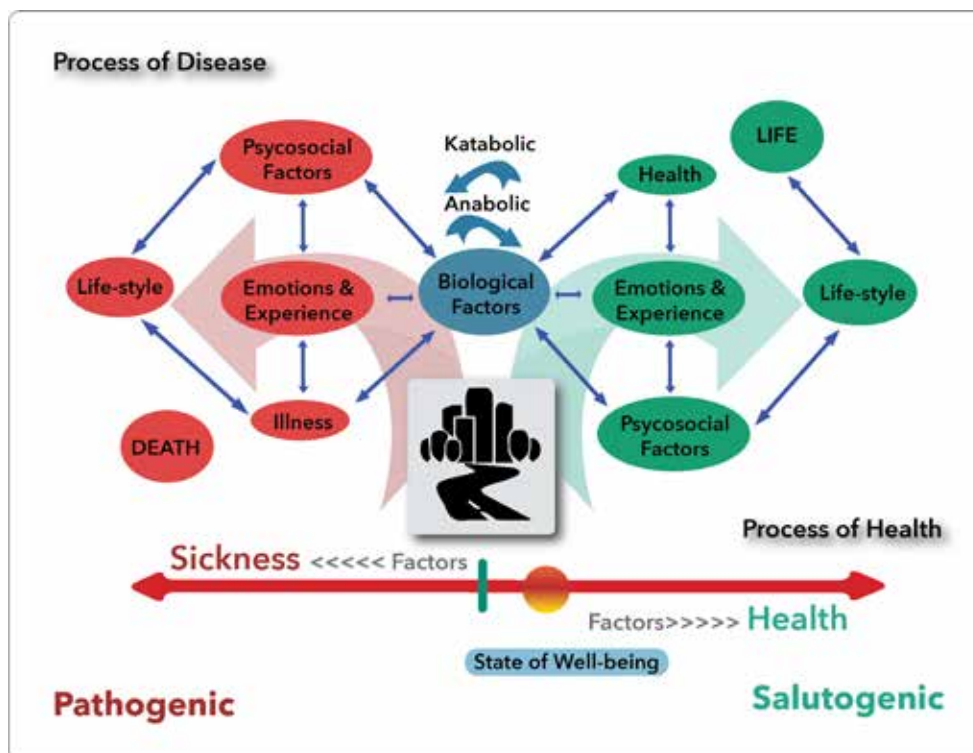 Process of Disease
Psycosocial
Factors
Katabolic
Anabolic
LIFE
Health
Life-style
Emotions &
Experience
Biological
Factors
Emotions &
Experience
Life-style
Illness
DEATH
Psycosocial
Factors
Process of Health
Sickness <<<<< Factors
Factors>>>>> Health
State of Well-being
Pathogenic
Salutogenic